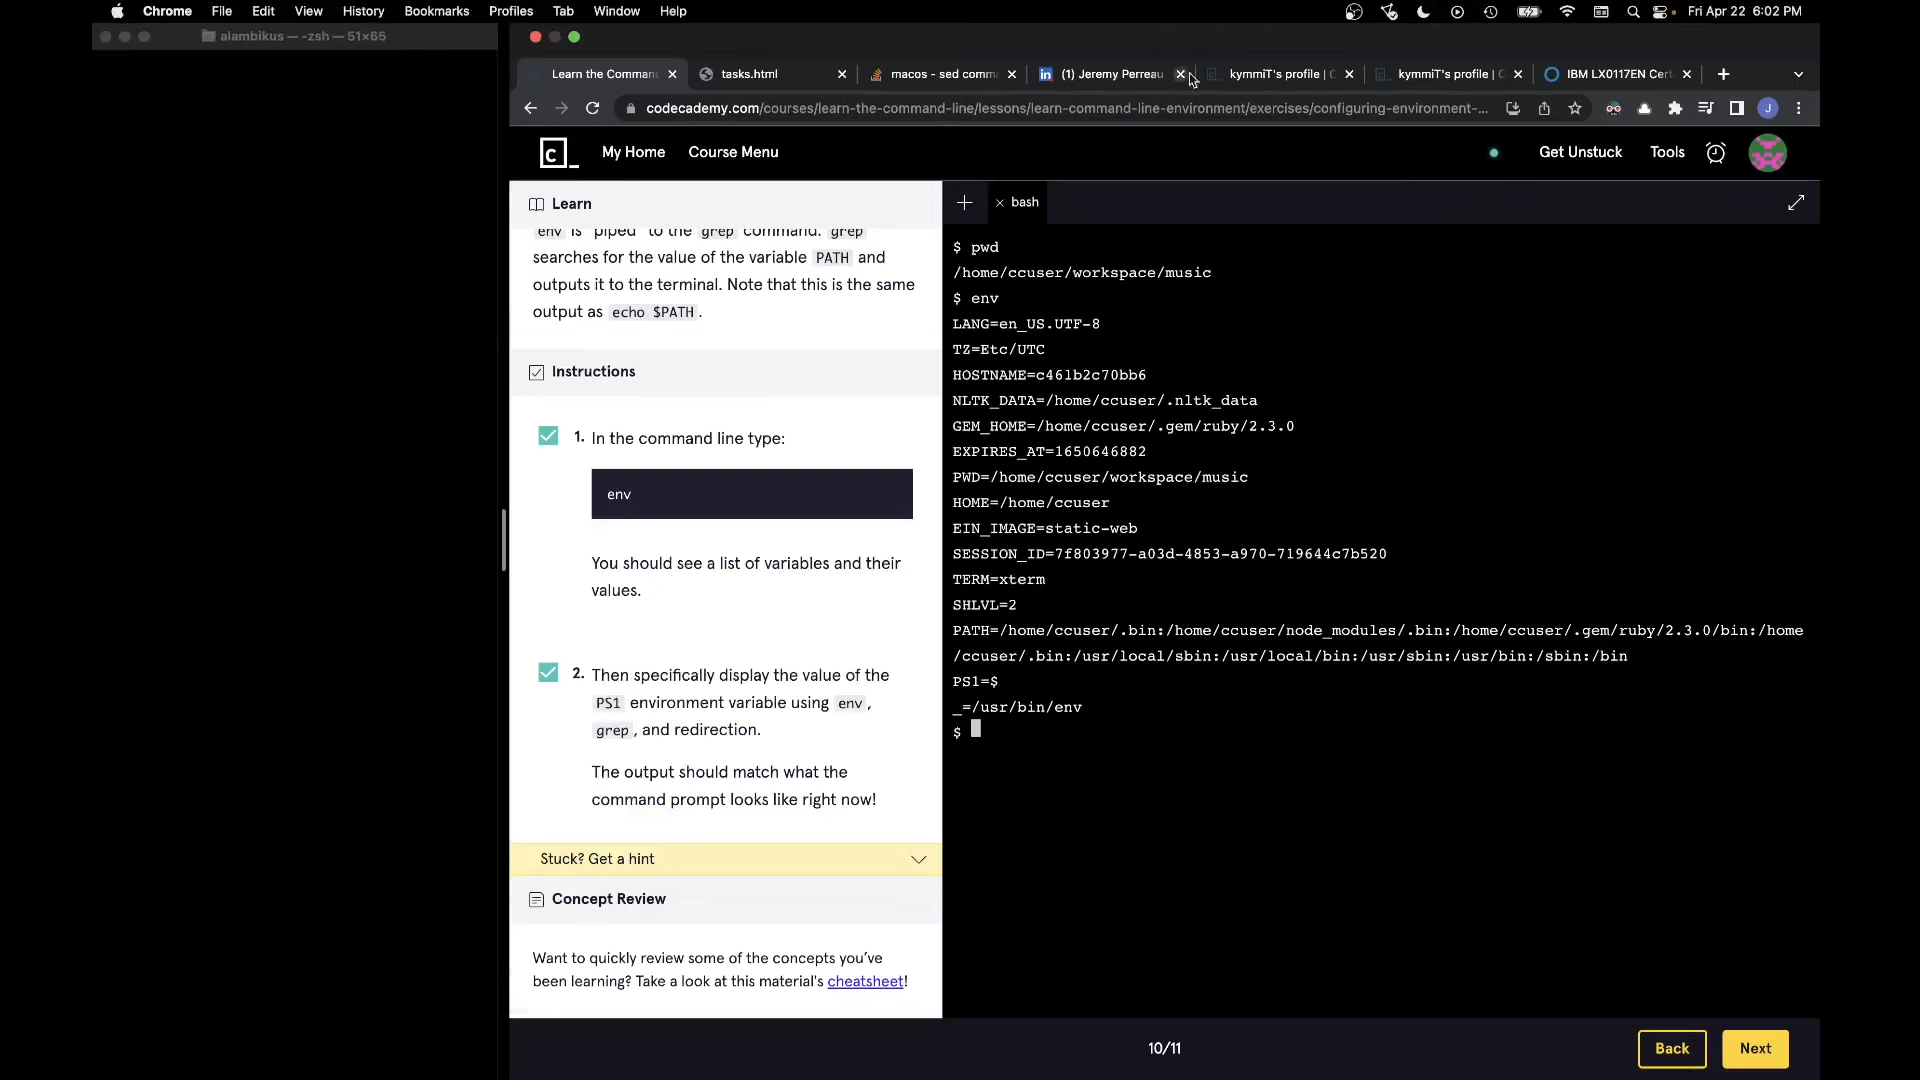 Chrome File Edit View History Bookmarks Profiles Tab Window Help Fri Apr 22 6:02 PM
alambikus — -zsh — 51×65
Learn the Comman tasks.html macos - sed comm (1) Jeremy Perreau kymmiT's profile | C kymmiT's profile | C IBM LX0117EN Cert
codecademy.com/courses/learn-the-command-line/lessons/learn-command-line-environment/exercises/configuring-environment-... J
c_ My Home Course Menu Get Unstuck Tools
Learn
env is "piped" to the grep command. grep
searches for the value of the variable PATH and
outputs it to the terminal. Note that this is the same
output as echo $PATH.
Instructions
1. In the command line type:
env
You should see a list of variables and their
values.
2. Then specifically display the value of the
PS1 environment variable using env,
grep, and redirection.
The output should match what the
command prompt looks like right now!
Stuck? Get a hint
Concept Review
Want to quickly review some of the concepts you've
been learning? Take a look at this material's cheatsheet!
bash
$ pwd
/home/ccuser/workspace/music
$ env
LANG=en_US.UTF-8
TZ=Etc/UTC
HOSTNAME=c461b2c70bb6
NLTK_DATA=/home/ccuser/.nltk_data
GEM_HOME=/home/ccuser/.gem/ruby/2.3.0
EXPIRES_AT=1650646882
PWD=/home/ccuser/workspace/music
HOME=/home/ccuser
EIN_IMAGE=static-web
SESSION_ID=7f803977-a03d-4853-a970-719644c7b520
TERM=xterm
SHLVL=2
PATH=/home/ccuser/.bin:/home/ccuser/node_modules/.bin:/home/ccuser/.gem/ruby/2.3.0/bin:/home
/ccuser/.bin:/usr/local/sbin:/usr/local/bin:/usr/sbin:/usr/bin:/sbin:/bin
PS1=$
_=/usr/bin/env
$
10/11
Back Next